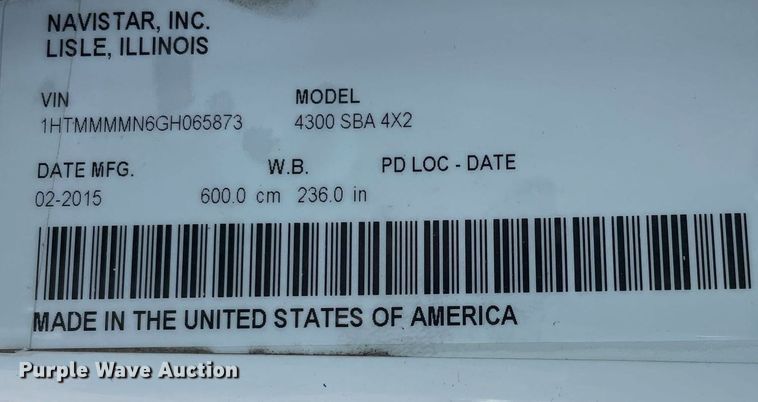 NAVISTAR, INC.
LISLE, ILLINOIS
VIN MODEL
1HTMMMMN6GH065873 4300 SBA 4X2
DATE MFG. W.B. PD LOC - DATE
02-2015 600.0 cm 236.0 in
MADE IN THE UNITED STATES OF AMERICA
Purple Wave Auction